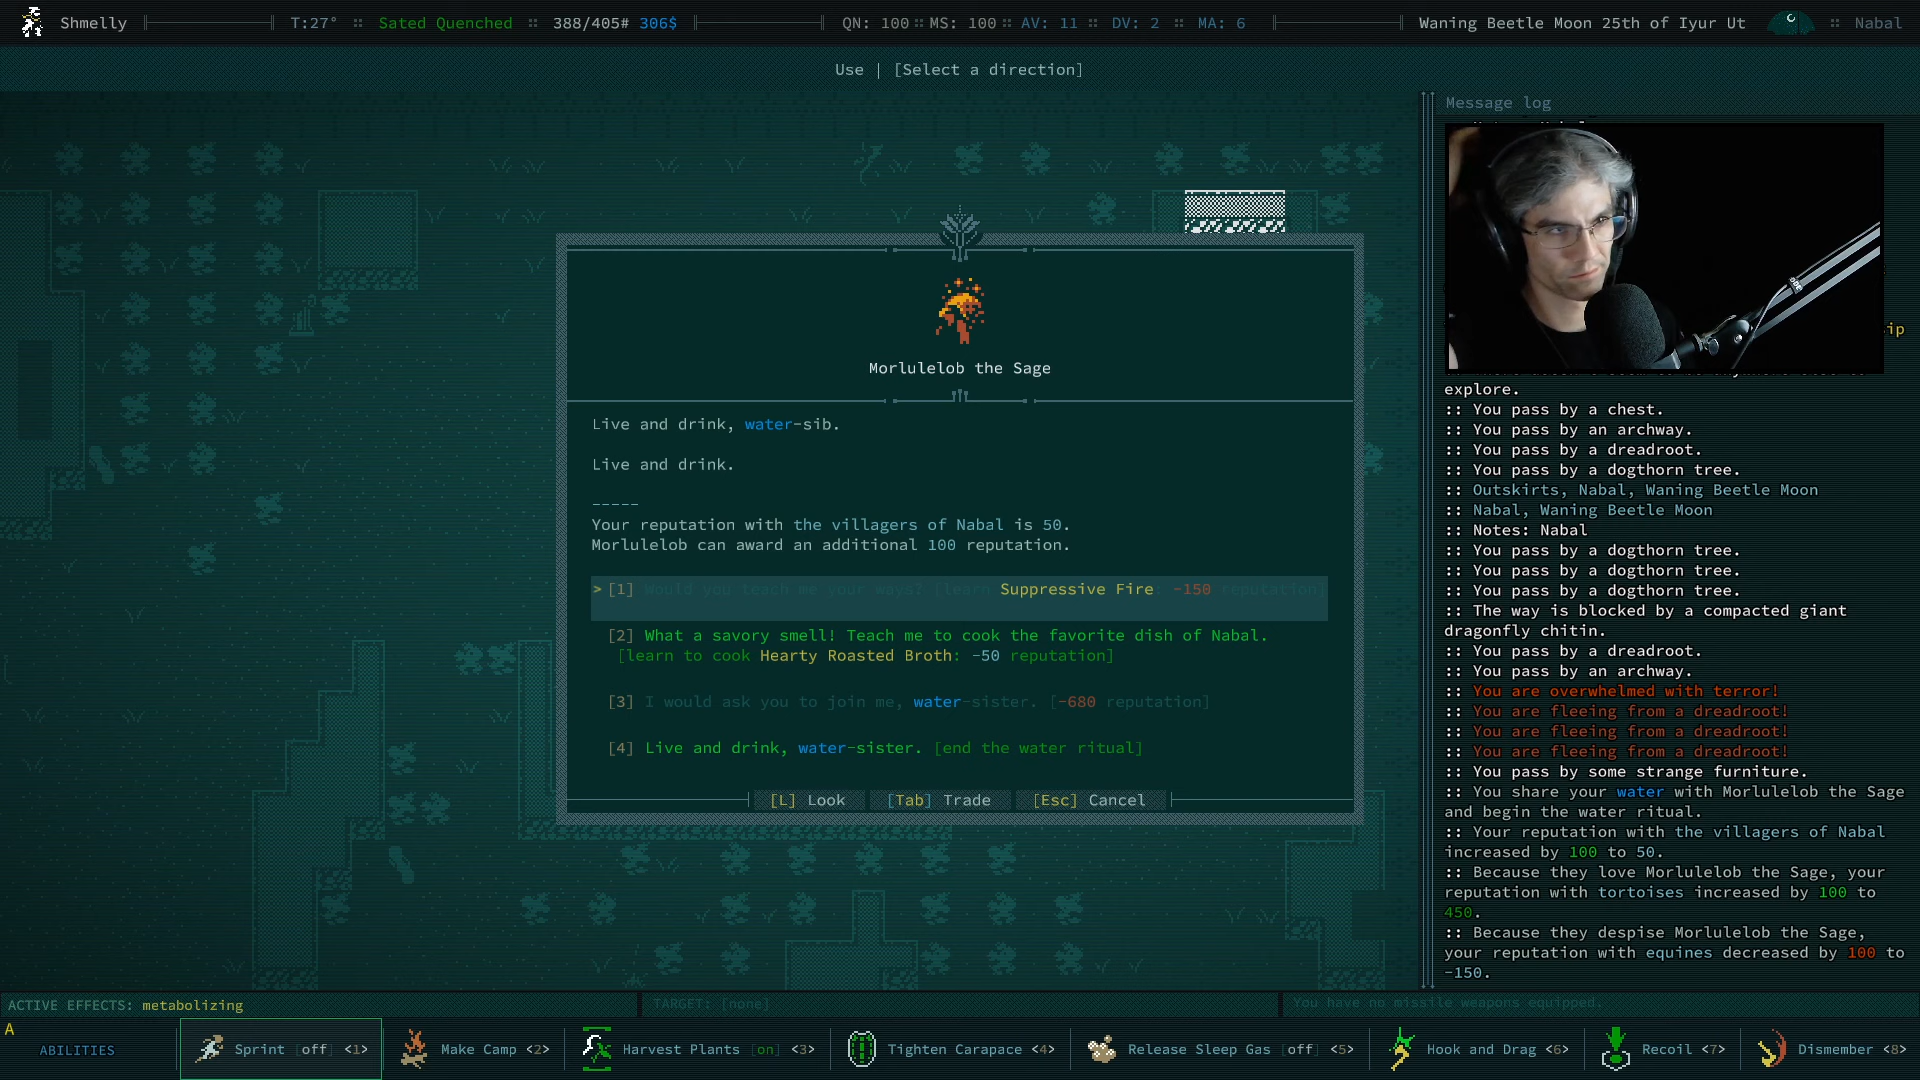 Shmelly T:27° :: Sated Quenched :: 388/405# 306$ QN: 100 :: MS: 100 :: AV: 11 :: DV: 2 :: MA: 6 Waning Beetle Moon 25th of Iyur Ut :: Nabal
Use | [Select a direction]
Message log
ip
explore.
:: You pass by a chest.
:: You pass by an archway.
:: You pass by a dreadroot.
:: You pass by a dogthorn tree.
:: Outskirts, Nabal, Waning Beetle Moon
:: Nabal, Waning Beetle Moon
:: Notes: Nabal
:: You pass by a dogthorn tree.
:: You pass by a dogthorn tree.
:: You pass by a dogthorn tree.
:: The way is blocked by a compacted giant
dragonfly chitin.
:: You pass by a dreadroot.
:: You pass by an archway.
:: You are overwhelmed with terror!
:: You are fleeing from a dreadroot!
:: You are fleeing from a dreadroot!
:: You are fleeing from a dreadroot!
:: You pass by some strange furniture.
:: You share your water with Morlulelob the Sage
and begin the water ritual.
:: Your reputation with the villagers of Nabal
increased by 100 to 50.
:: Because they love Morlulelob the Sage, your
reputation with tortoises increased by 100 to
450.
:: Because they despise Morlulelob the Sage,
your reputation with equines decreased by 100 to
-150.
Morlulelob the Sage
Live and drink, water-sib.
Live and drink.
-----
Your reputation with the villagers of Nabal is 50.
Morlulelob can award an additional 100 reputation.
> [1] Would you teach me your ways? [learn Suppressive Fire: -150 reputation]
[2] What a savory smell! Teach me to cook the favorite dish of Nabal.
[learn to cook Hearty Roasted Broth: -50 reputation]
[3] I would ask you to join me, water-sister. [-680 reputation]
[4] Live and drink, water-sister. [end the water ritual]
[L] Look [Tab] Trade [Esc] Cancel
ACTIVE EFFECTS: metabolizing TARGET: [none] You have no missile weapons equipped.
A
ABILITIES Sprint [off] <1> Make Camp <2> Harvest Plants [on] <3> Tighten Carapace <4> Release Sleep Gas [off] <5> Hook and Drag <6> Recoil <7> Dismember <8>